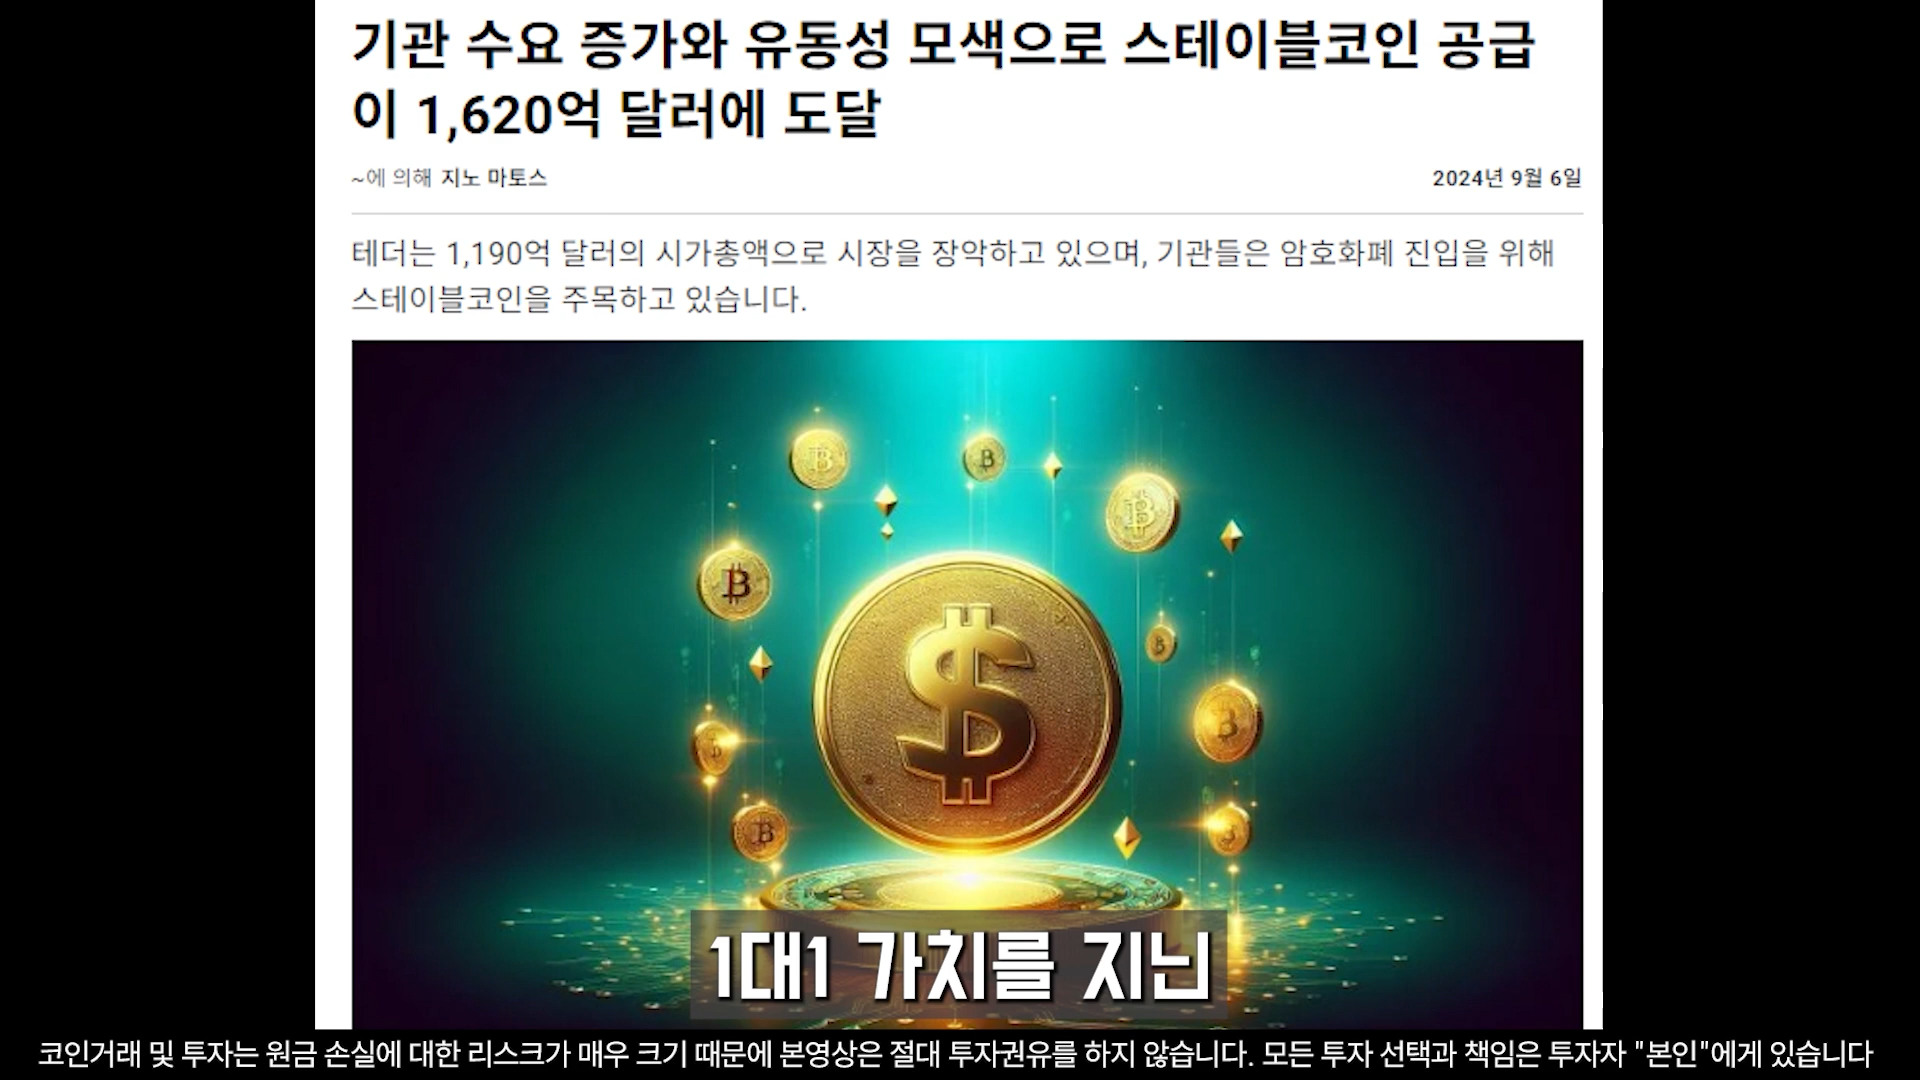 기관 수요 증가와 유동성 모색으로 스테이블코인 공급
이 1,620억 달러에 도달
~에 의해 지노 마토스
2024년 9월 6일
테더는 1,190억 달러의 시가총액으로 시장을 장악하고 있으며, 기관들은 암호화폐 진입을 위해
스테이블코인을 주목하고 있습니다.
1대1 가치를 지닌
코인거래 및 투자는 원금 손실에 대한 리스크가 매우 크기 때문에 본영상은 절대 투자권유를 하지 않습니다. 모든 투자 선택과 책임은 투자자 "본인"에게 있습니다